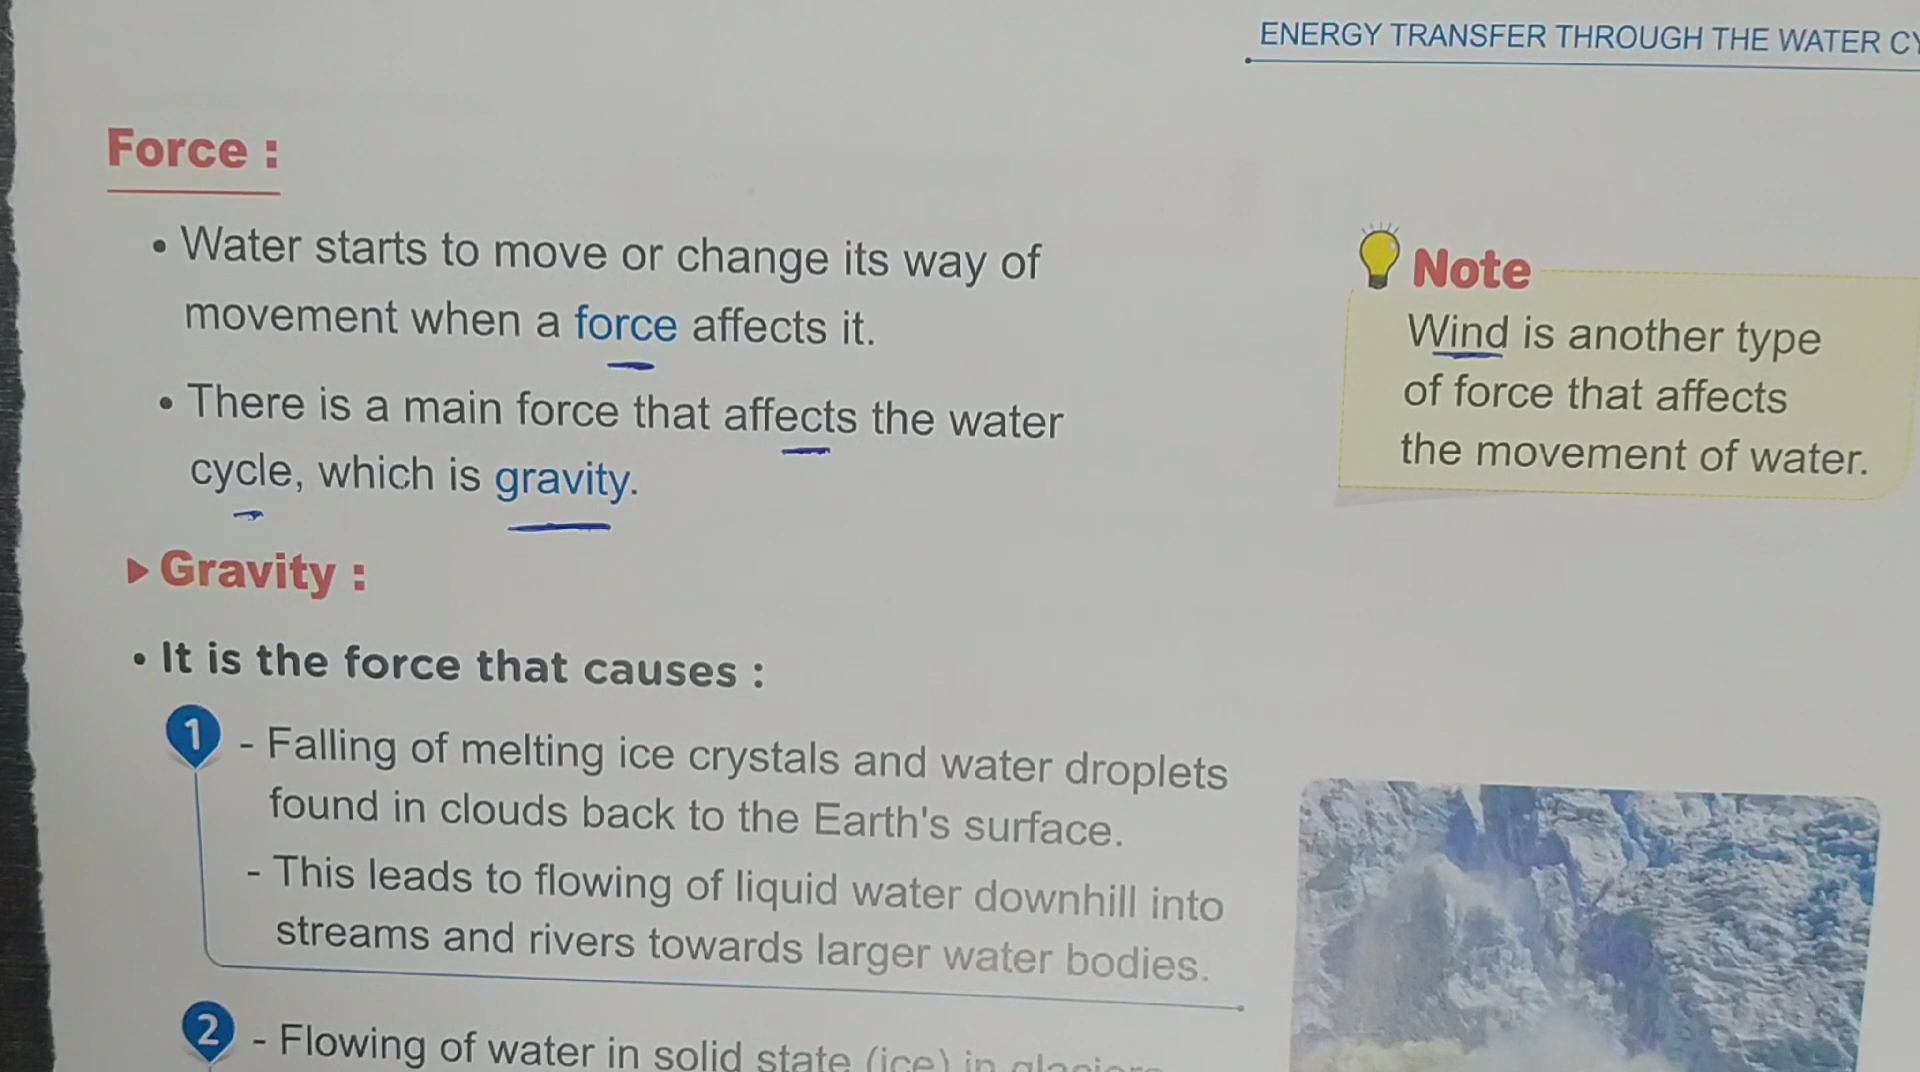 ENERGY TRANSFER THROUGH THE WATER CY
Force :
• Water starts to move or change its way of
movement when a force affects it.
• There is a main force that affects the water
cycle, which is gravity.
Note
Wind is another type
of force that affects
the movement of water.
▶ Gravity :
• It is the force that causes :
1 - Falling of melting ice crystals and water droplets
found in clouds back to the Earth's surface.
- This leads to flowing of liquid water downhill into
streams and rivers towards larger water bodies.
2 - Flowing of water in solid state (ice) in glaciers